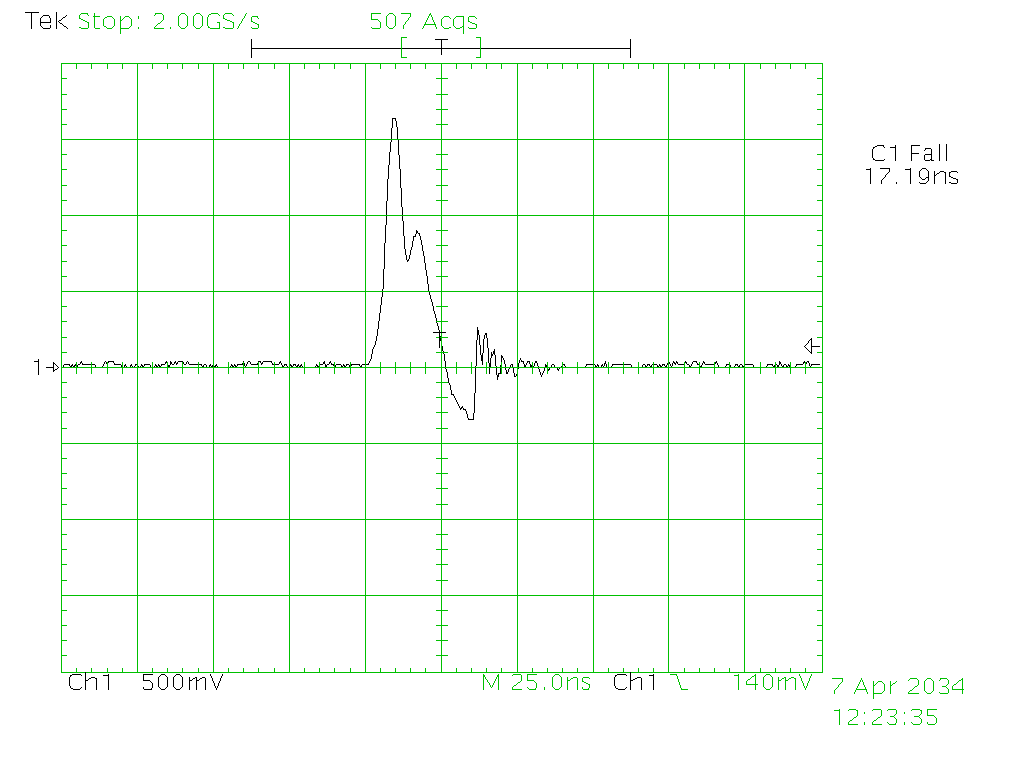 Tek Stop: 2.00GS/s 507 Acqs
T
C1 Fall
17.19ns
1
Ch1 500mV M 25.0ns Ch1 140mV
7 Apr 2034
12:23:35